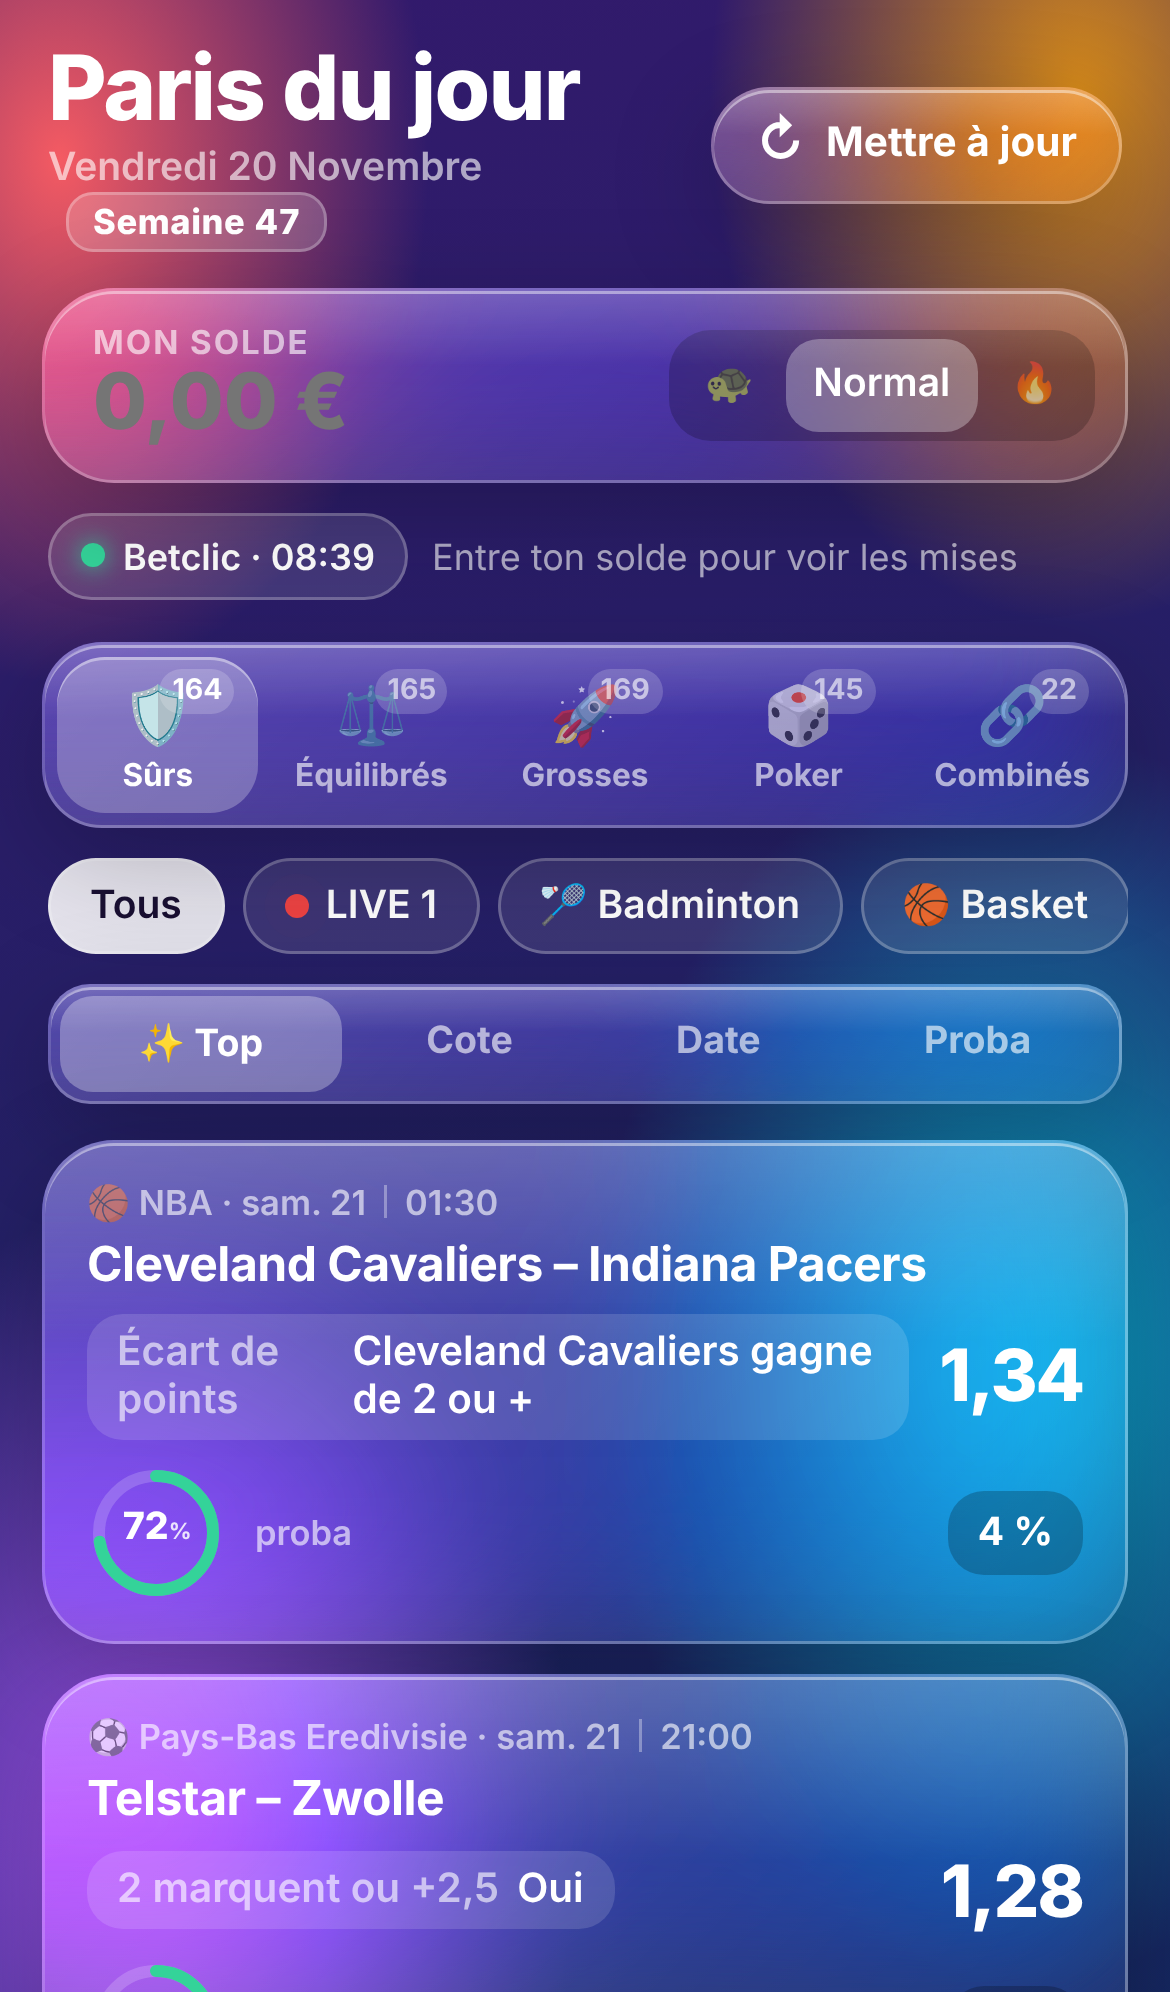 Paris du jour
Vendredi 20 Novembre
Semaine 47
Mettre à jour
MON SOLDE
0,00 €
Normal
Betclic · 08:39
Entre ton solde pour voir les mises
164
Sûrs
165
Équilibrés
169
Grosses
145
Poker
22
Combinés
Tous
LIVE 1
Badminton
Basket
Top
Cote
Date
Proba
NBA · sam. 21 | 01:30
Cleveland Cavaliers – Indiana Pacers
Écart de points
Cleveland Cavaliers gagne
de 2 ou +
1,34
72%
proba
4 %
Pays-Bas Eredivisie · sam. 21 | 21:00
Telstar – Zwolle
2 marquent ou +2,5 Oui
1,28